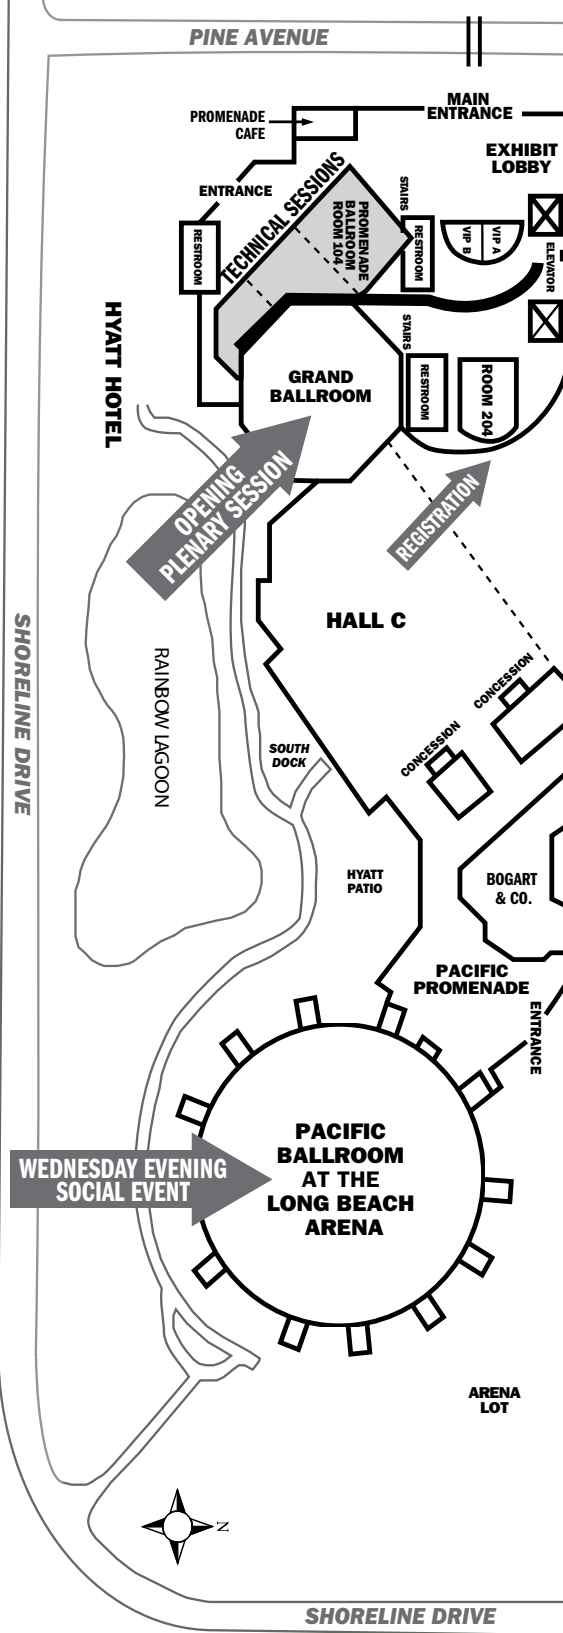 PINE AVENUE
MAIN
ENTRANCE
PROMENADE
CAFE
EXHIBIT
LOBBY
ENTRANCE
TECHNICAL SESSIONS
STAIRS
PROMENADE
BALLROOM
ROOM 104
RESTROOM
RESTROOM
VIP B
VIP A
ELEVATOR
HYATT HOTEL
STAIRS
GRAND
BALLROOM
RESTROOM
ROOM 204
OPENING
PLENARY SESSION
REGISTRATION
HALL C
SHORELINE DRIVE
RAINBOW LAGOON
CONCESSION
CONCESSION
SOUTH
DOCK
HYATT
PATIO
BOGART
& CO.
PACIFIC
PROMENADE
ENTRANCE
PACIFIC
BALLROOM
AT THE
LONG BEACH
ARENA
WEDNESDAY EVENING
SOCIAL EVENT
ARENA
LOT
N
SHORELINE DRIVE